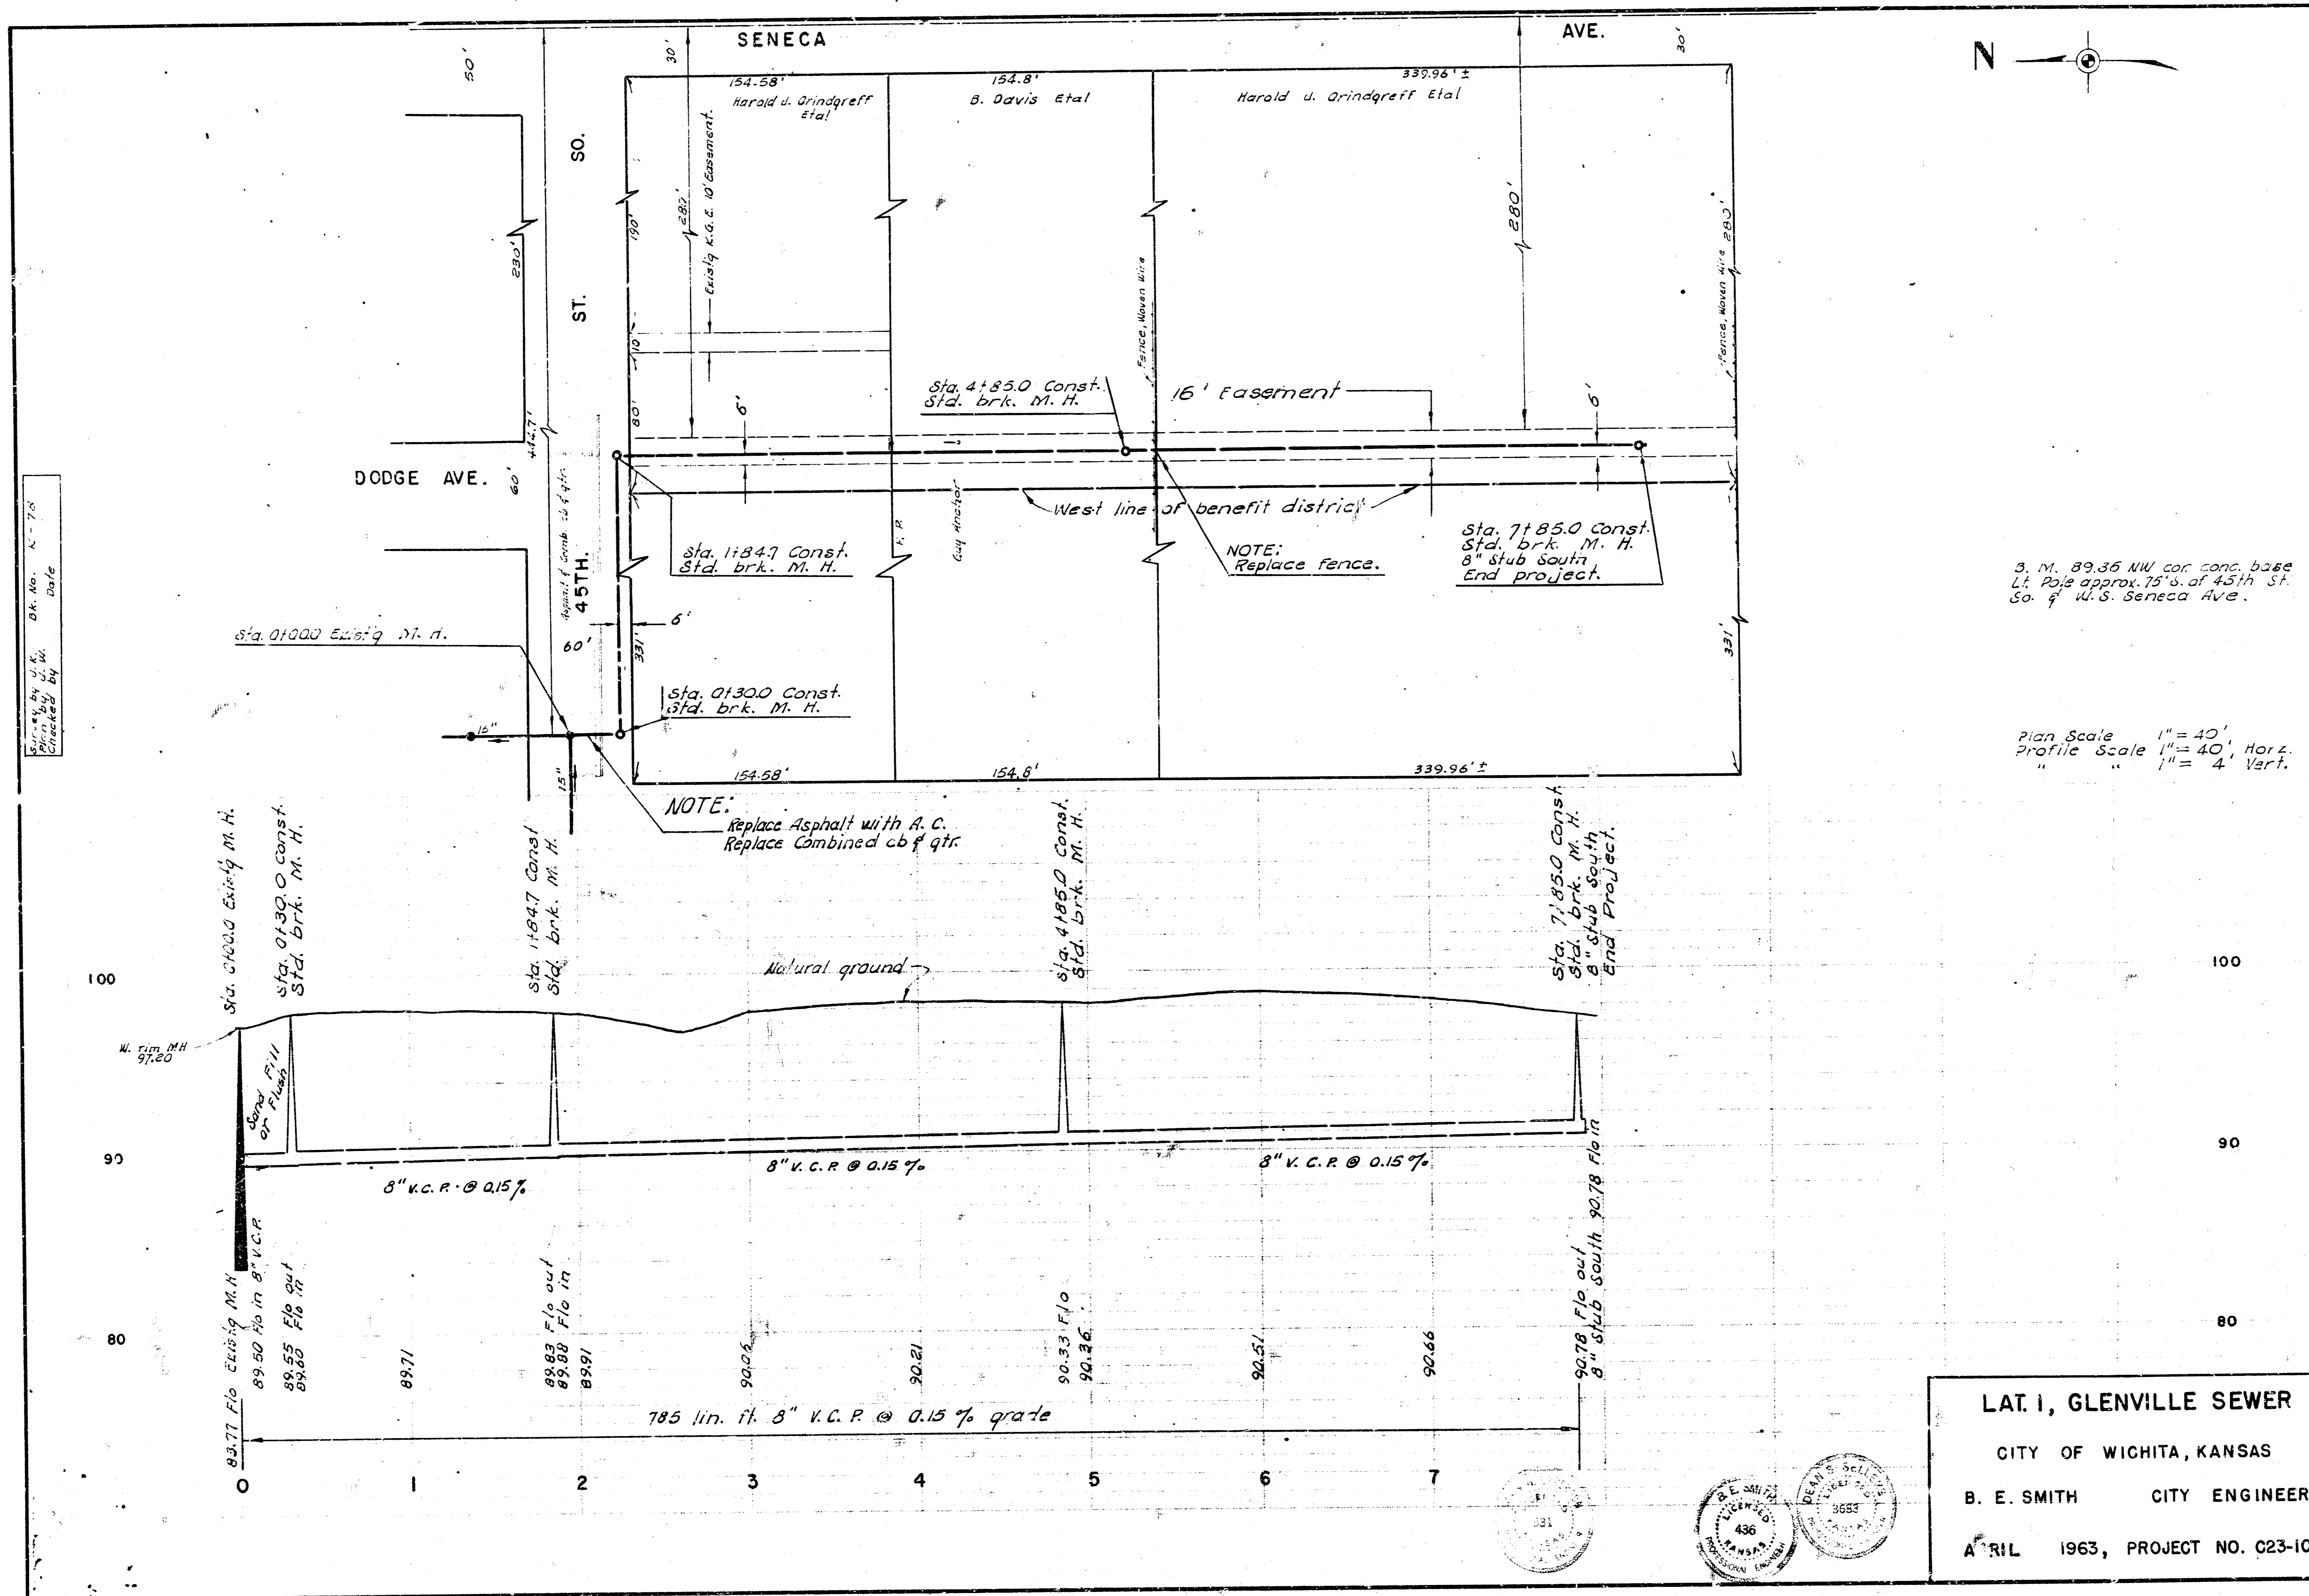 SENECA AVE.
N
50'
30'
30'
154.58'
154.8'
339.96' ±
Harold J. Grindgreff
Etal
B. Davis Etal
Harold J. Grindgreff Etal
SO.
ST.
45TH.
230'
190'
280'
Exist'g K.G.E. 10' Easement.
280'
Fence, Woven Wire
Fence, Woven Wire 280'
10'
80'
444.7'
6'
6'
Sta. 4+85.0 Const.
Std. brk. M. H.
16' Easement
DODGE AVE.
60'
West line of benefit district
F. P.
Guy Anchor
Sta. 1+84.7 Const.
Std. brk. M. H.
NOTE:
Replace fence.
Sta. 7+85.0 Const.
Std. brk. M. H.
8" Stub South
End project.
Survey by J. K. Bk. No. K-78
Plan by J. W. Date
Checked by
Sta. 0+00.0 Exist'g M. H.
60'
6'
331'
331'
Sta. 0+30.0 Const.
Std. brk. M. H.
15"
15"
154.58'
154.8'
339.96' ±
NOTE:
Replace Asphalt with A. C.
Replace Combined cb & gtr.
B. M. 89.36 NW cor. conc. base
Lt. Pole approx. 75' S. of 45th St.
So. & W.S. Seneca Ave.
Plan Scale 1" = 40'
Profile Scale 1" = 40', Horz.
" " 1" = 4' Vert.
Sta. 0+00.0 Exist'g M. H.
Sta. 0+30.0 Const.
Std. brk. M. H.
Sta. 1+84.7 Const
Std. brk. M. H.
Sta. 4+85.0 Const.
Std. brk. M. H.
Sta. 7+85.0 Const.
Std. brk. M. H.
8" Stub South
End Project.
100
100
Natural ground
W. rim MH
97.20
Sand Fill
or Flush
90
90
8" V.C.P. @ 0.15%
8" V.C.P. @ 0.15%
8" V.C.P. @ 0.15%
80
80
83.77 Flo Exist'g M.H
89.50 Flo in 8" V.C.P.
89.55 Flo out
89.60 Flo in
89.71
89.83 Flo out
89.88 Flo in
89.91
90.06
90.21
90.33 Flo
90.36
90.51
90.66
90.78 Flo out
8" Stub South 90.78 Flo in
785 lin. ft. 8" V.C.P. @ 0.15% grade
0 1 2 3 4 5 6 7
B. E. SMITH
LICENSED
436
KANSAS
PROFESSIONAL ENGINEER
3683
LAT. 1, GLENVILLE SEWER
CITY OF WICHITA, KANSAS
B. E. SMITH CITY ENGINEER
APRIL 1963, PROJECT NO. C23-10